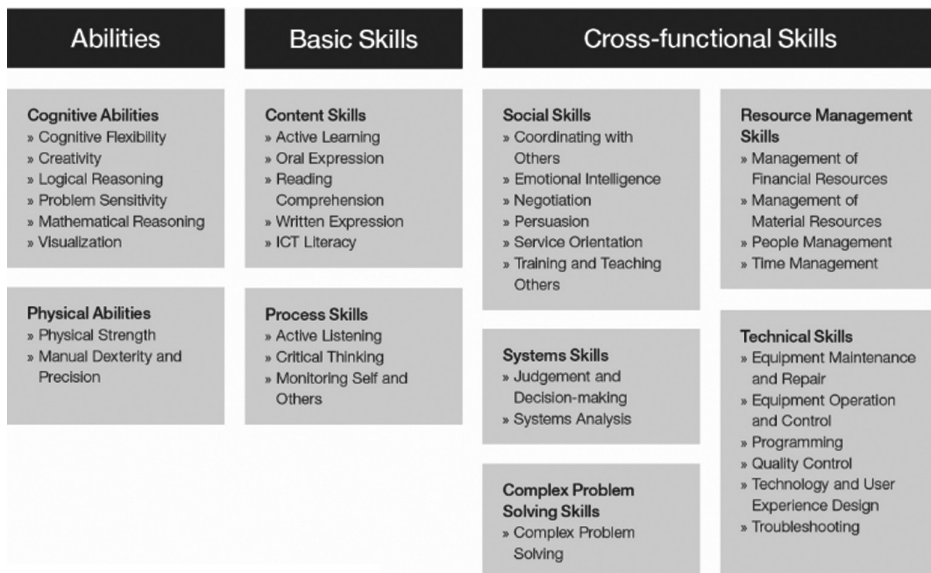 Abilities
Basic Skills
Cross-functional Skills
Cognitive Abilities
» Cognitive Flexibility
» Creativity
» Logical Reasoning
» Problem Sensitivity
» Mathematical Reasoning
» Visualization
Physical Abilities
» Physical Strength
» Manual Dexterity and
Precision
Content Skills
» Active Learning
» Oral Expression
» Reading
Comprehension
» Written Expression
» ICT Literacy
Process Skills
» Active Listening
» Critical Thinking
» Monitoring Self and
Others
Social Skills
» Coordinating with
Others
» Emotional Intelligence
» Negotiation
» Persuasion
» Service Orientation
» Training and Teaching
Others
Systems Skills
» Judgement and
Decision-making
» Systems Analysis
Complex Problem
Solving Skills
» Complex Problem
Solving
Resource Management
Skills
» Management of
Financial Resources
» Management of
Material Resources
» People Management
» Time Management
Technical Skills
» Equipment Maintenance
and Repair
» Equipment Operation
and Control
» Programming
» Quality Control
» Technology and User
Experience Design
» Troubleshooting